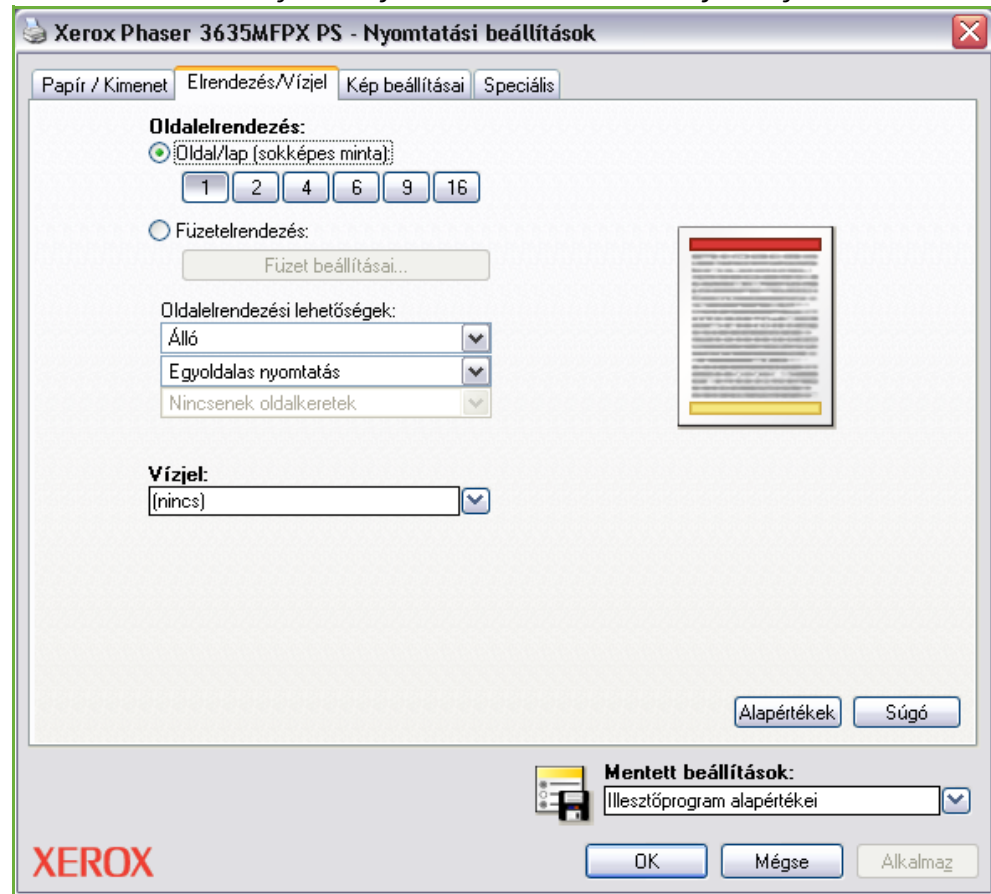 Xerox Phaser 3635MFPX PS - Nyomtatási beállítások
Papír / Kimenet Elrendezés/Vízjel Kép beállításai Speciális
Oldalelrendezés:
Oldal/lap (sokképes minta):
1 2 4 6 9 16
Füzetelrendezés:
Füzet beállításai...
Oldalelrendezési lehetőségek:
Álló
Egyoldalas nyomtatás
Nincsenek oldalkeretek
Vízjel:
(nincs)
Alapértékek Súgó
Mentett beállítások:
Illesztőprogram alapértékei
XEROX OK Mégse Alkalmaz